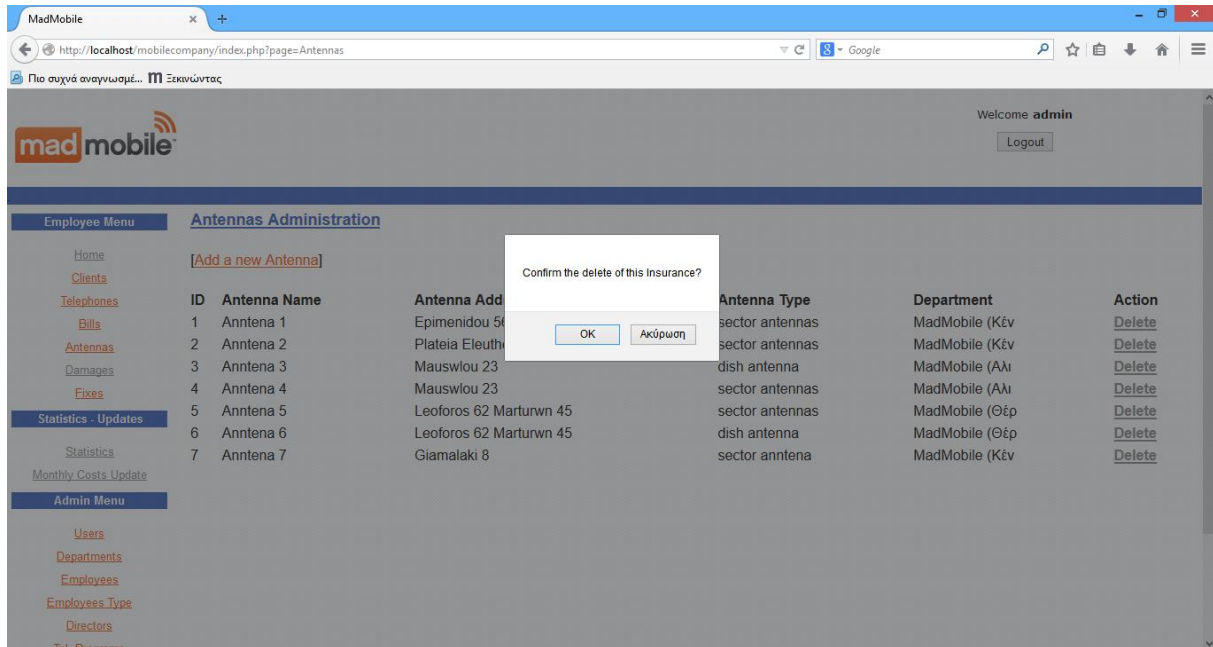 MadMobile
http://localhost/mobilecompany/index.php?page=Antennas
Google
Πιο συχνά αναγνωσμέ... Ξεκινώντας
mad mobile
Welcome admin
Logout
Employee Menu
Home
Clients
Telephones
Bills
Antennas
Damages
Fixes
Statistics - Updates
Statistics
Monthly Costs Update
Admin Menu
Users
Departments
Employees
Employees Type
Directors
Antennas Administration
[Add a new Antenna]
ID Antenna Name Antenna Add Antenna Type Department Action
1 Anntena 1 Epimenidou 5 sector antennas MadMobile (Κέν Delete
2 Anntena 2 Plateia Eleuthe sector antennas MadMobile (Κέν Delete
3 Anntena 3 Mauswlou 23 dish antenna MadMobile (Αλι Delete
4 Anntena 4 Mauswlou 23 sector antennas MadMobile (Αλι Delete
5 Anntena 5 Leoforos 62 Marturwn 45 sector antennas MadMobile (Θέρ Delete
6 Anntena 6 Leoforos 62 Marturwn 45 dish antenna MadMobile (Θέρ Delete
7 Anntena 7 Giamalaki 8 sector anntena MadMobile (Κέν Delete
Confirm the delete of this Insurance?
OK Ακύρωση